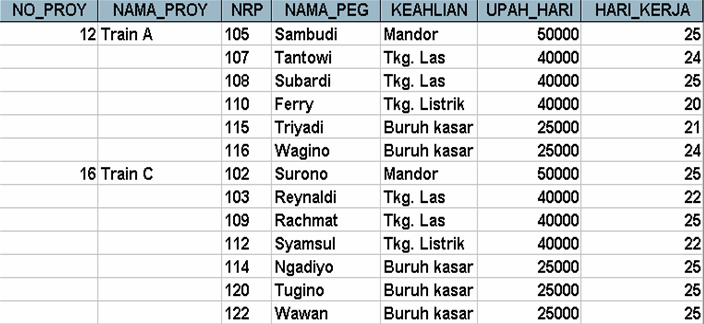 NO_PROY NAMA_PROY NRP NAMA_PEG KEAHLIAN UPAH_HARI HARI_KERJA
12 Train A 105 Sambudi Mandor 50000 25
107 Tantowi Tkg. Las 40000 24
108 Subardi Tkg. Las 40000 25
110 Ferry Tkg. Listrik 40000 20
115 Triyadi Buruh kasar 25000 21
116 Wagino Buruh kasar 25000 24
16 Train C 102 Surono Mandor 50000 25
103 Reynaldi Tkg. Las 40000 22
109 Rachmat Tkg. Las 40000 25
112 Syamsul Tkg. Listrik 40000 22
114 Ngadiyo Buruh kasar 25000 25
120 Tugino Buruh kasar 25000 25
122 Wawan Buruh kasar 25000 25